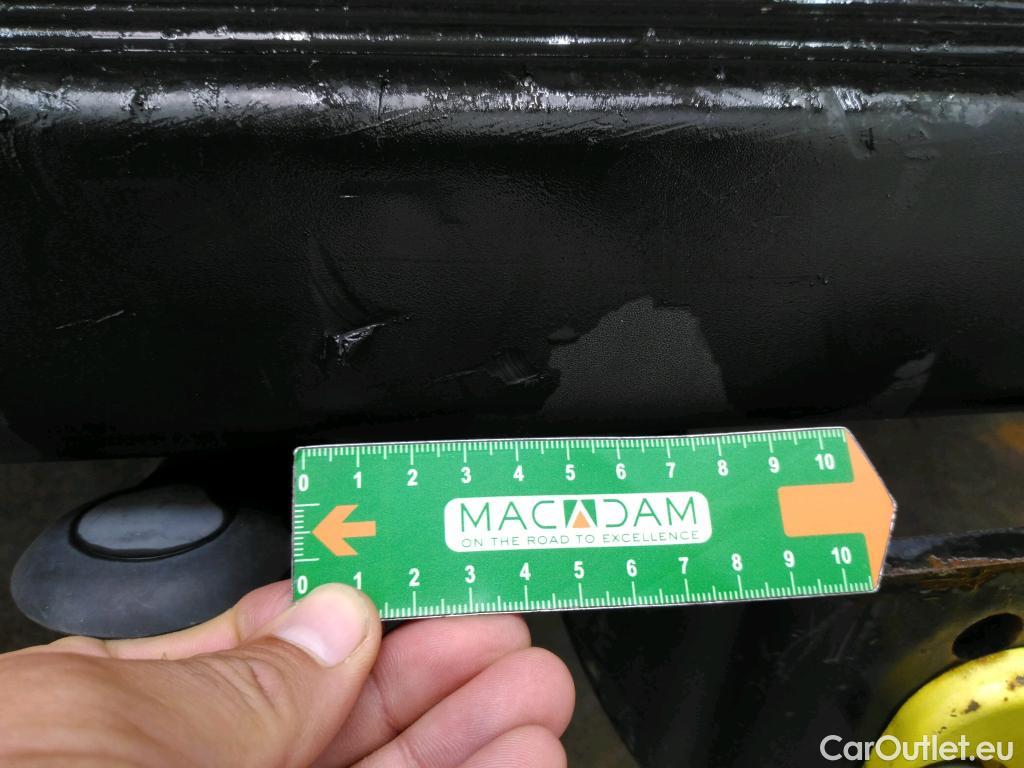 0 1 2 3 4 5 6 7 8 9 10
MACADAM
ON THE ROAD TO EXCELLENCE
0 1 2 3 4 5 6 7 8 9 10
CarOutlet.eu